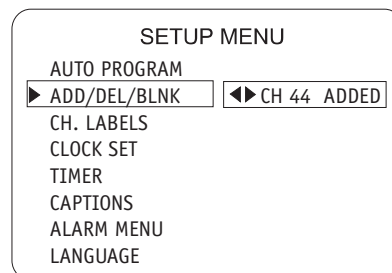 SETUP MENU
AUTO PROGRAM
ADD/DEL/BLNK CH 44 ADDED
CH. LABELS
CLOCK SET
TIMER
CAPTIONS
ALARM MENU
LANGUAGE